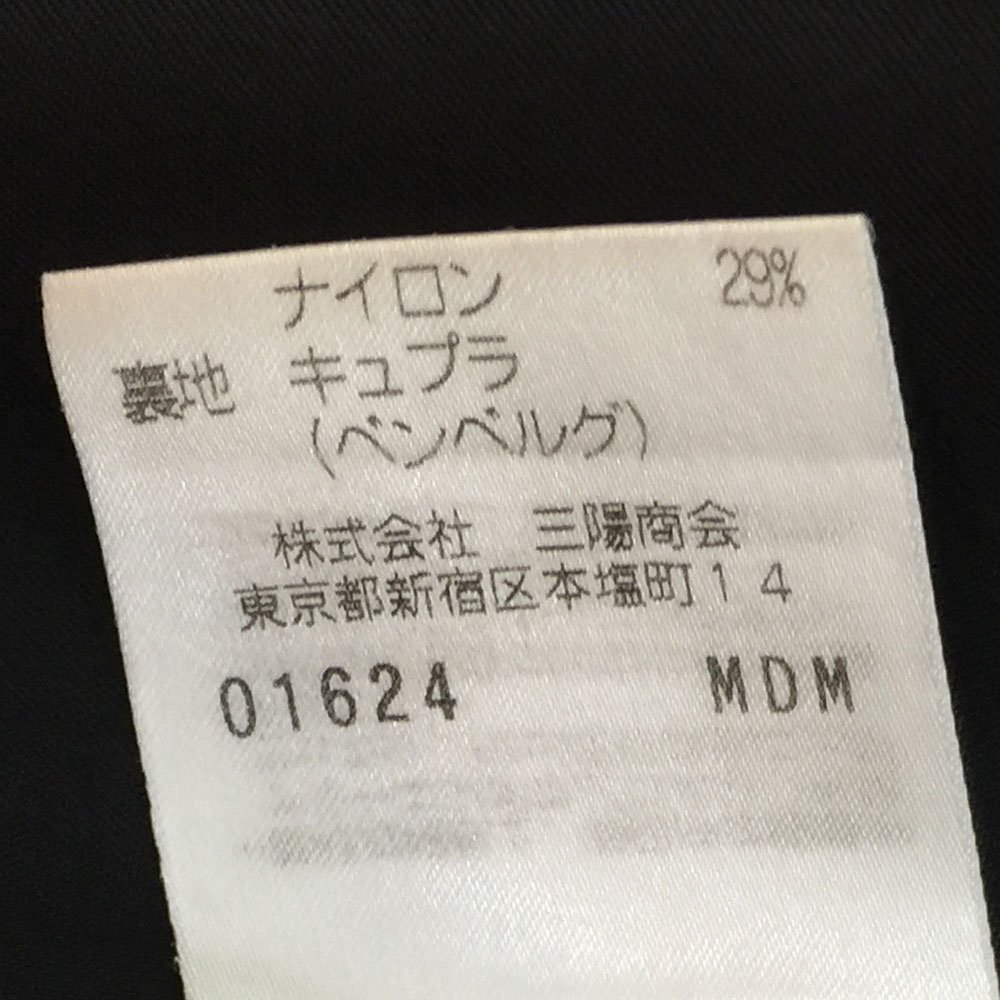 ナイロン 29%
裏地 キュプラ
(ベンベルグ)
株式会社 三陽商会
東京都新宿区本塩町14
01624 MDM